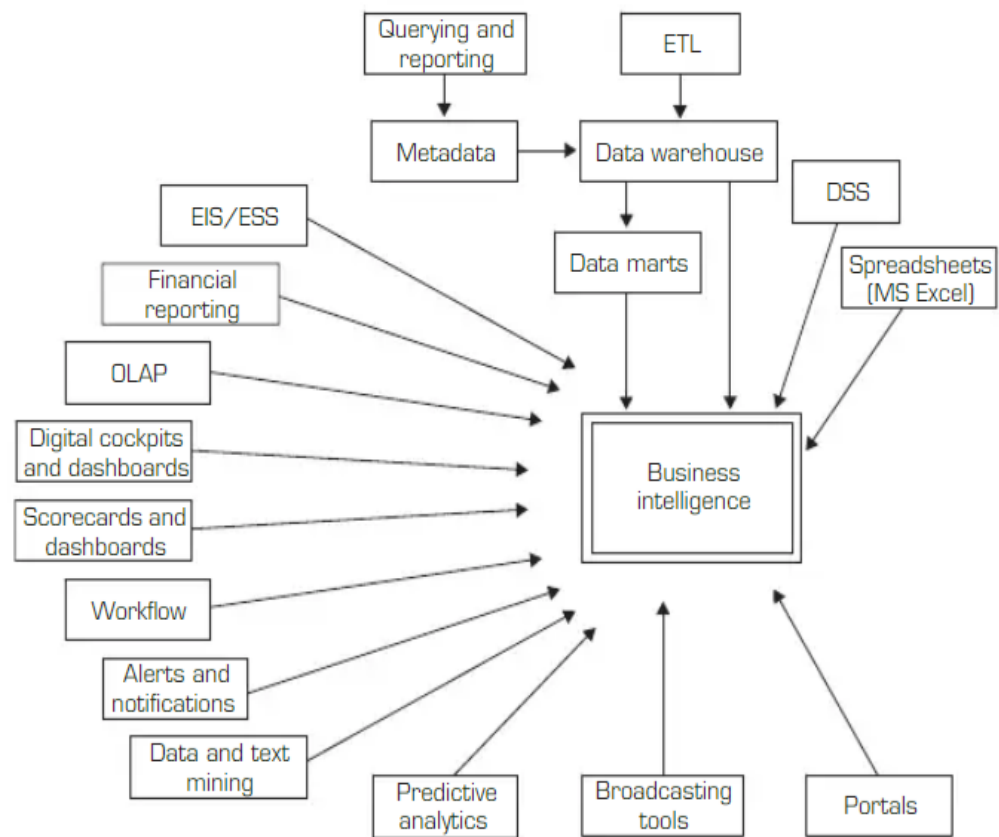 Querying and
reporting
ETL
Metadata
Data warehouse
DSS
EIS/ESS
Data marts
Spreadsheets
(MS Excel)
Financial
reporting
OLAP
Digital cockpits
and dashboards
Business
intelligence
Scorecards and
dashboards
Workflow
Alerts and
notifications
Data and text
mining
Predictive
analytics
Broadcasting
tools
Portals